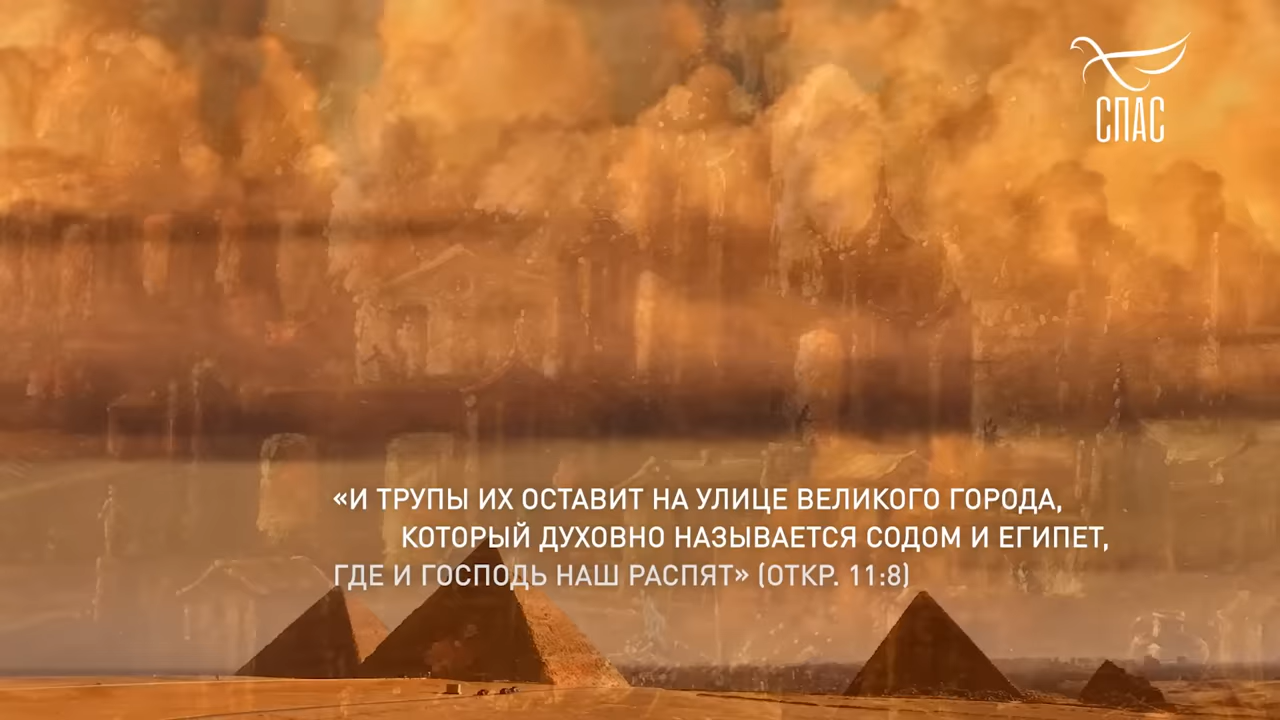 СПАС
«И ТРУПЫ ИХ ОСТАВИТ НА УЛИЦЕ ВЕЛИКОГО ГОРОДА,
КОТОРЫЙ ДУХОВНО НАЗЫВАЕТСЯ СОДОМ И ЕГИПЕТ,
ГДЕ И ГОСПОДЬ НАШ РАСПЯТ» (ОТКР. 11:8)